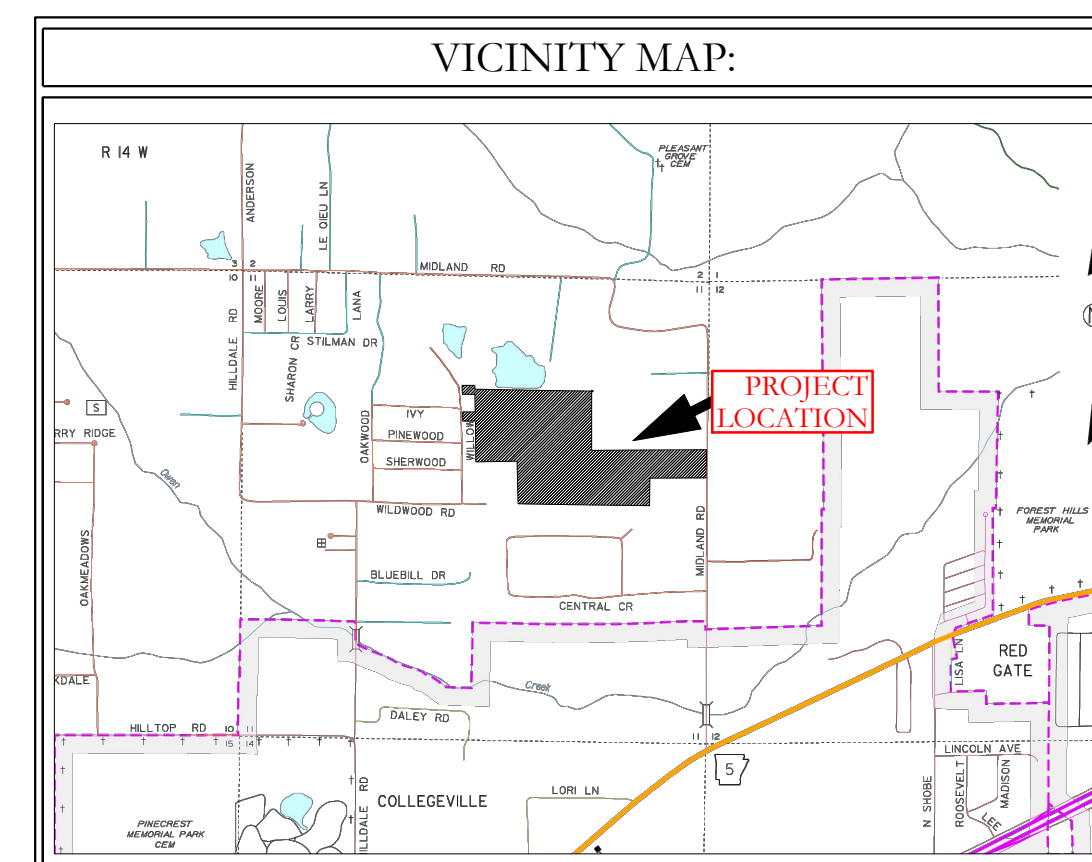 VICINITY MAP:
R 14 W
PLEASANT
GROVE
CEM
ANDERSON
LE QIEU LN
3 2
10 11
MIDLAND RD
2 1
11 12
HILLDALE RD
MOORE
LOUIS
LARRY
LANA
STILMAN DR
SHARON CR
PROJECT
LOCATION
S
RRY RIDGE
OAKWOOD
IVY
PINEWOOD
SHERWOOD
WILLOW
WILDWOOD RD
Owen
OAKMEADOWS
MIDLAND RD
FOREST HILLS
MEMORIAL
PARK
BLUEBILL DR
CENTRAL CR
LISA LN
RED
GATE
KDALE
Creek
HILLTOP RD
10 11
15 14
DALEY RD
11 12
5
LINCOLN AVE
COLLEGEVILLE
LORI LN
N SHOBE
ROOSEVELT
MADISON
LEE
PINECREST
MEMORIAL PARK
CEM
ILLDALE RD